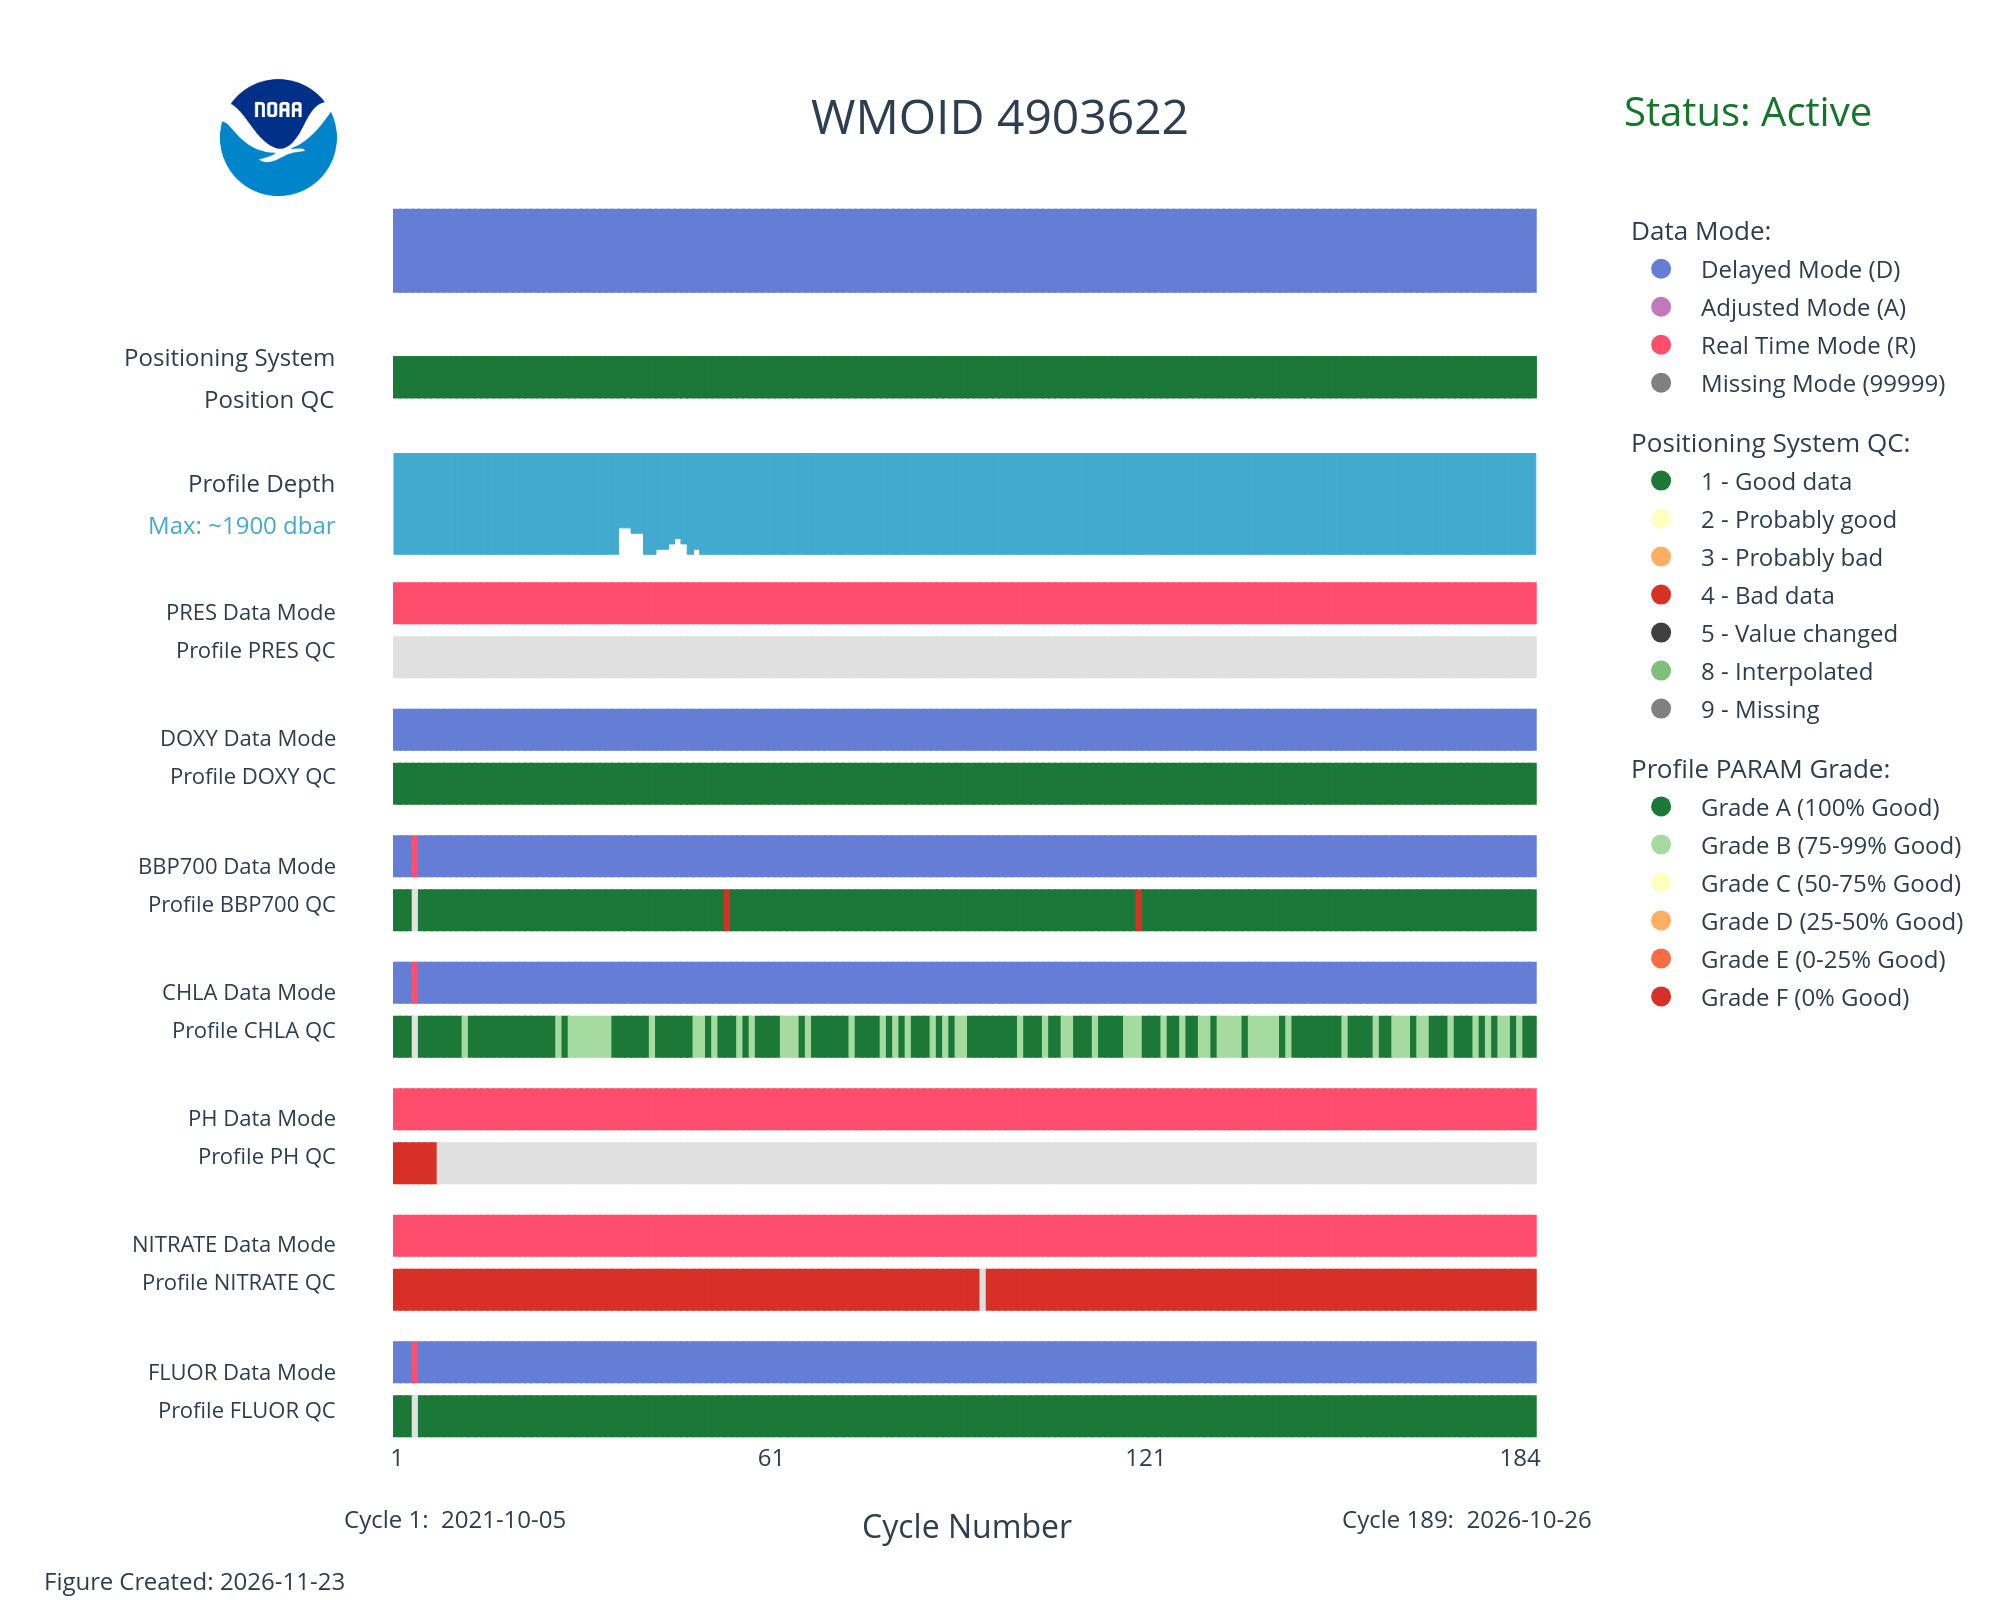 NOAA
WMOID 4903622
Status: Active
Positioning System
Position QC
Profile Depth
Max: ~1900 dbar
PRES Data Mode
Profile PRES QC
DOXY Data Mode
Profile DOXY QC
BBP700 Data Mode
Profile BBP700 QC
CHLA Data Mode
Profile CHLA QC
PH Data Mode
Profile PH QC
NITRATE Data Mode
Profile NITRATE QC
FLUOR Data Mode
Profile FLUOR QC
Data Mode:
Delayed Mode (D)
Adjusted Mode (A)
Real Time Mode (R)
Missing Mode (99999)
Positioning System QC:
1 - Good data
2 - Probably good
3 - Probably bad
4 - Bad data
5 - Value changed
8 - Interpolated
9 - Missing
Profile PARAM Grade:
Grade A (100% Good)
Grade B (75-99% Good)
Grade C (50-75% Good)
Grade D (25-50% Good)
Grade E (0-25% Good)
Grade F (0% Good)
1 61 121 184
Cycle 1: 2021-10-05
Cycle Number
Cycle 189: 2026-10-26
Figure Created: 2026-11-23